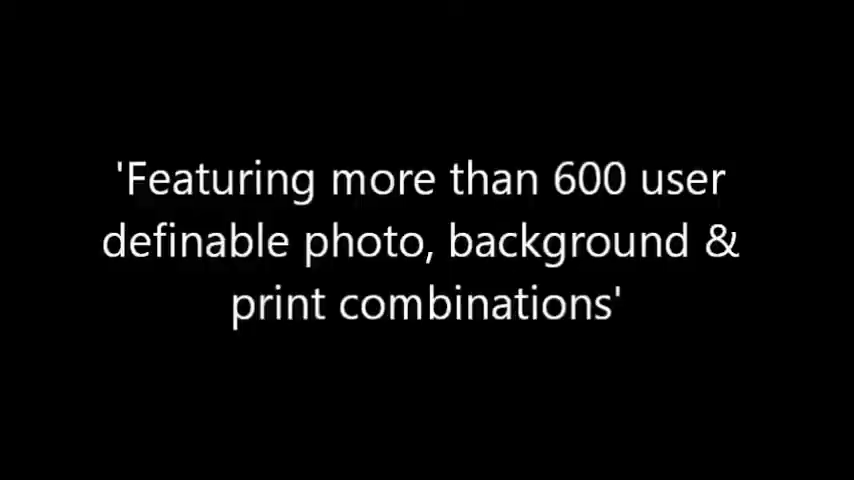 'Featuring more than 600 user
definable photo, background &
print combinations'